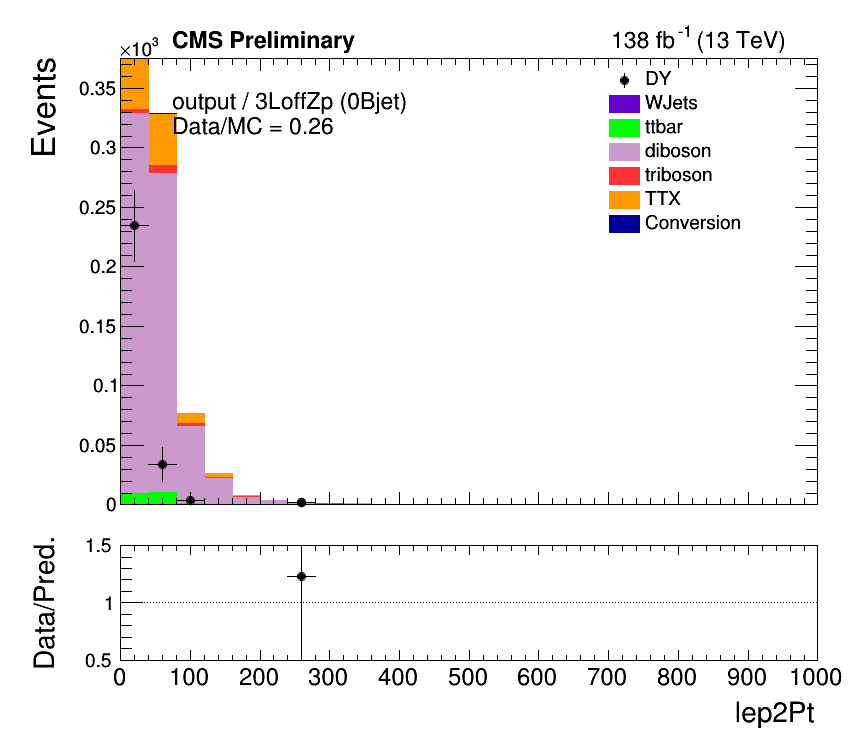 ×10³
CMS Preliminary
138 fb⁻¹ (13 TeV)
Events
output / 3LoffZp (0Bjet)
Data/MC = 0.26
DY
WJets
ttbar
diboson
triboson
TTX
Conversion
0.35
0.3
0.25
0.2
0.15
0.1
0.05
0
Data/Pred.
1.5
1
0.5
0 100 200 300 400 500 600 700 800 900 1000
lep2Pt